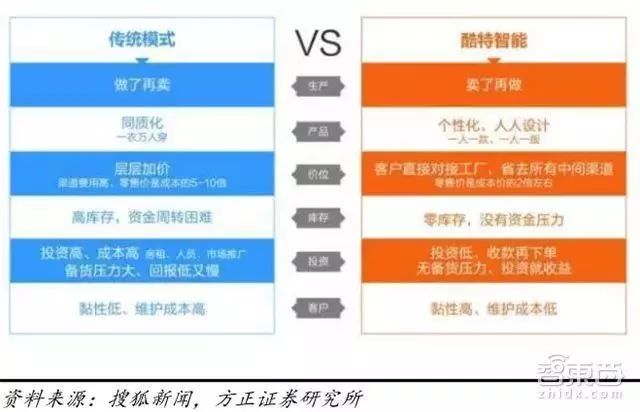 传统模式 VS 酷特智能
做了再卖 生产 卖了再做
同质化 产品 个性化、人人设计
一衣万人穿 一人一款、一人一版
层层加价 价位 客户直接对接工厂，省去所有中间渠道
渠道费用高，零售价是成本的5-10倍 零售价是成本价的2倍左右
高库存，资金周转困难 库存 零库存，没有资金压力
投资高、成本高 房租、人员、市场推广 投资 投资低、收款再下单
备货压力大、回报低又慢 无备货压力、投资就收益
黏性低、维护成本高 客户 黏性高、维护成本低
智東西
zhidx.com
资料来源：搜狐新闻，方正证券研究所